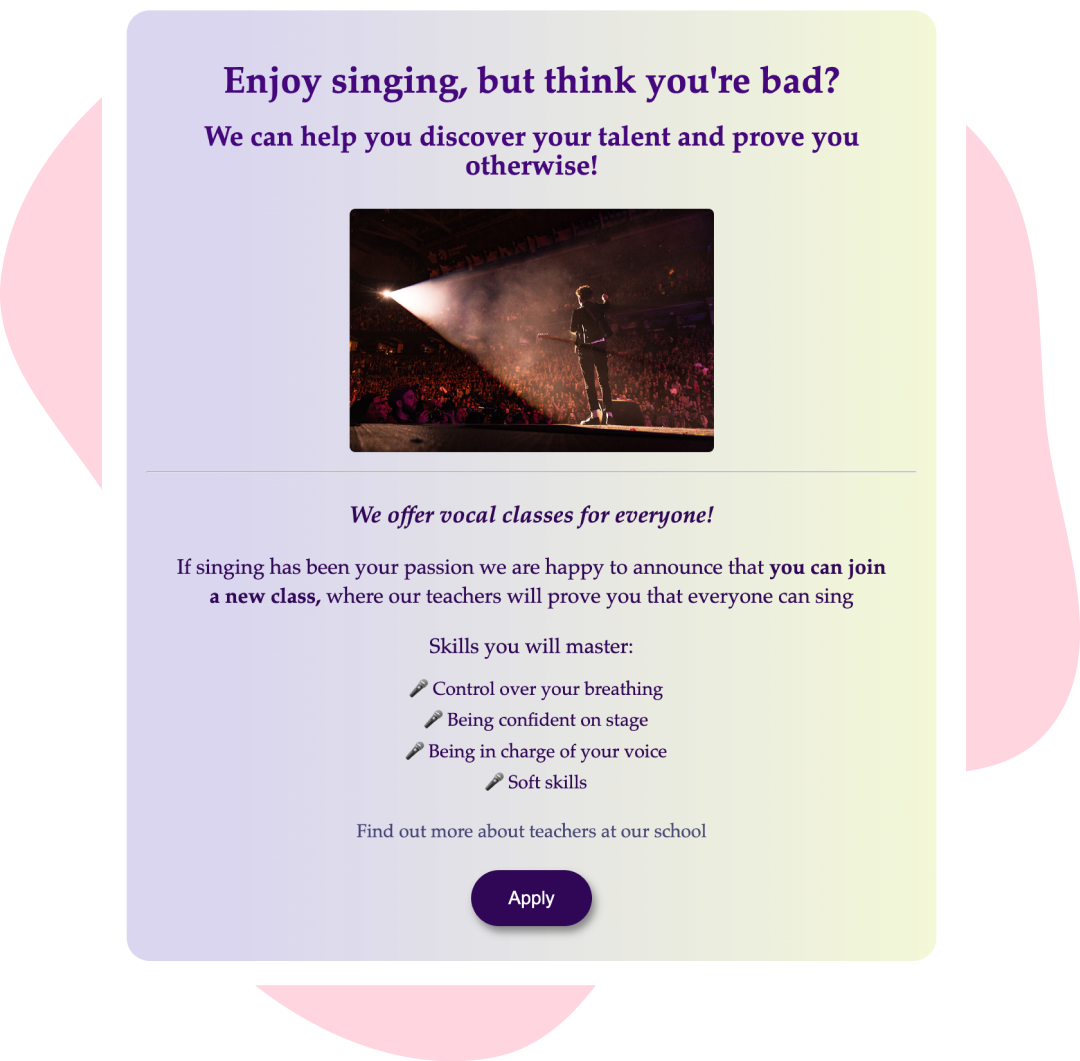 Enjoy singing, but think you're bad?
We can help you discover your talent and prove you
otherwise!
We offer vocal classes for everyone!
If singing has been your passion we are happy to announce that you can join
a new class, where our teachers will prove you that everyone can sing
Skills you will master:
🎤 Control over your breathing
🎤 Being confident on stage
🎤 Being in charge of your voice
🎤 Soft skills
Find out more about teachers at our school
Apply